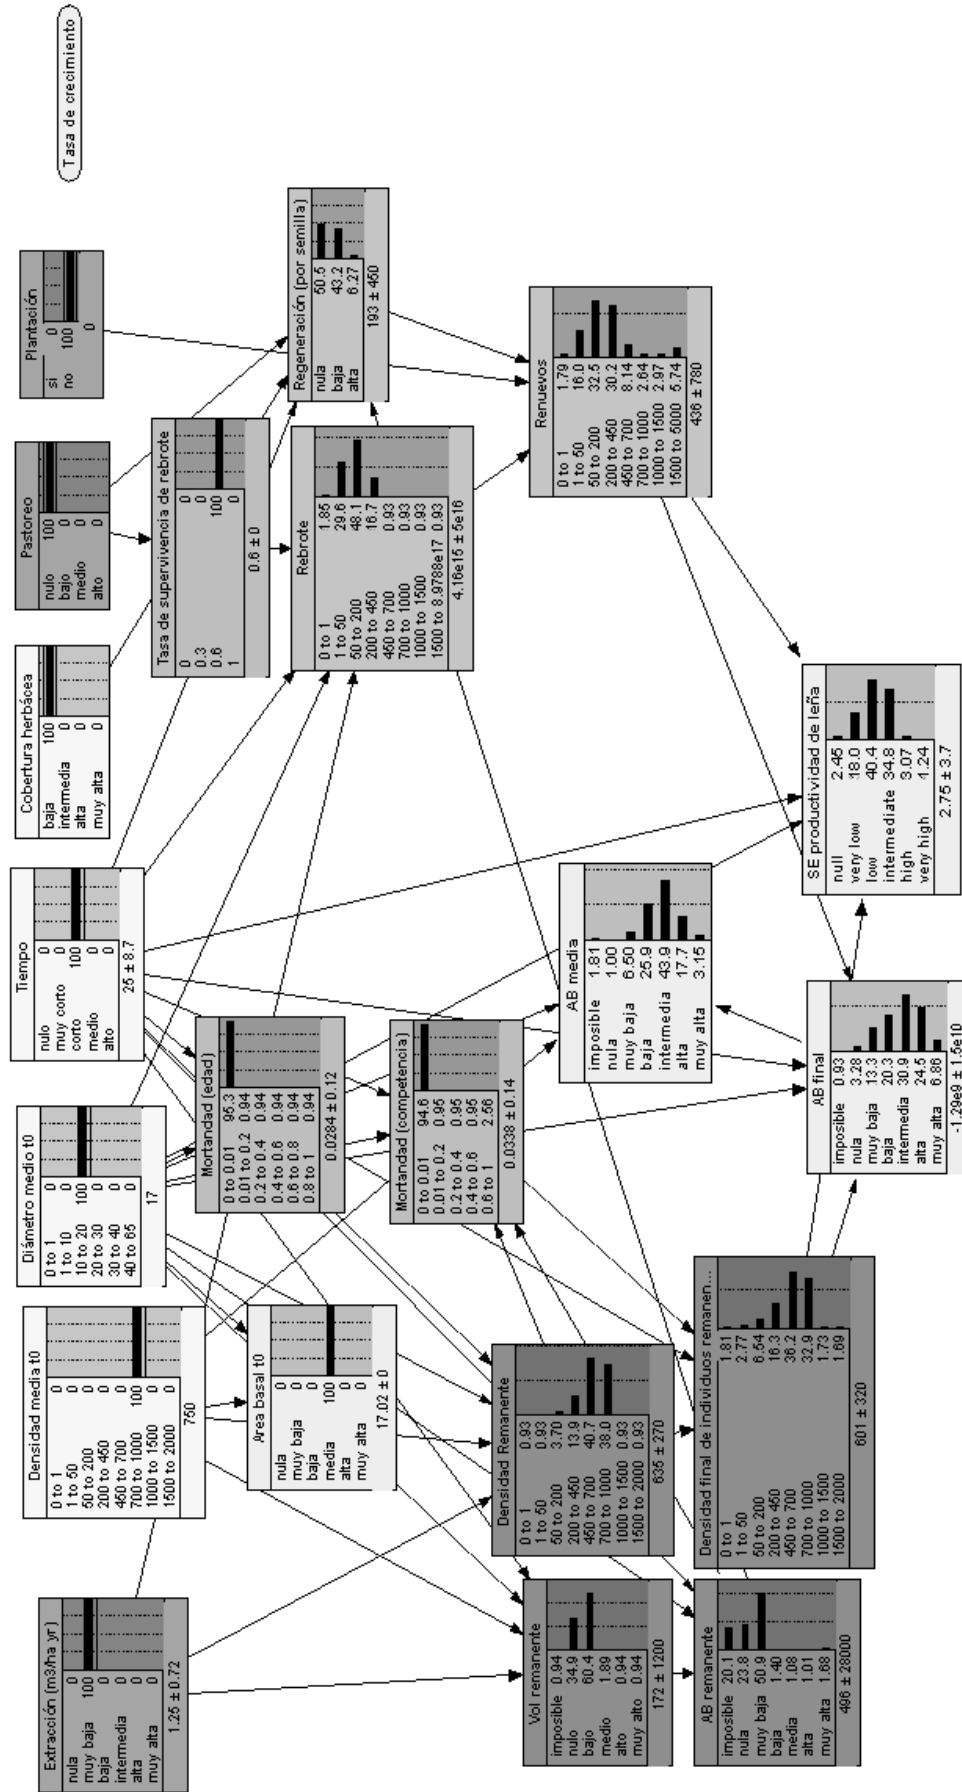 Extracción (m3/ha yr)
nula 0
muy baja 100
baja 0
intermedia 0
alta 0
muy alta 0
1.25 ± 0.72
Densidad media t0
0 to 1 0
1 to 50 0
50 to 200 0
200 to 450 0
450 to 700 0
700 to 1000 100
1000 to 1500 0
1500 to 2000 0
750
Diámetro medio t0
0 to 1 0
1 to 10 0
10 to 20 100
20 to 30 0
30 to 40 0
40 to 65 0
17
Tiempo
nulo 0
muy corto 0
corto 100
medio 0
alto 0
25 ± 8.7
Cobertura herbácea
baja 100
intermedia 0
alta 0
muy alta 0
Pastoreo
nulo 100
bajo 0
medio 0
alto 0
Plantación
si 0
no 100
0
Tasa de crecimiento
Tasa de supervivencia de rebrote
0 0
0.3 0
0.6 100
1 0
0.6 ± 0
Mortandad (edad)
0 to 0.01 95.3
0.01 to 0.2 0.94
0.2 to 0.4 0.94
0.4 to 0.6 0.94
0.6 to 0.8 0.94
0.8 to 1 0.94
0.0284 ± 0.12
Area basal t0
nula 0
muy baja 0
baja 0
media 100
alta 0
muy alta 0
17.02 ± 0
Rebrote
0 to 1 1.85
1 to 50 29.6
50 to 200 48.1
200 to 450 16.7
450 to 700 0.93
700 to 1000 0.93
1000 to 1500 0.93
1500 to 8.9788e17 0.93
4.16e15 ± 5e16
Regeneración (por semilla)
nula 50.5
baja 43.2
alta 6.27
193 ± 450
Mortandad (competencia)
0 to 0.01 94.6
0.01 to 0.2 0.95
0.2 to 0.4 0.95
0.4 to 0.6 0.95
0.6 to 1 2.56
0.0338 ± 0.14
Vol remanente
imposible 0.94
nulo 34.9
bajo 60.4
medio 1.89
alto 0.94
muy alto 0.94
172 ± 1200
Densidad Remanente
0 to 1 0.93
1 to 50 0.93
50 to 200 3.70
200 to 450 13.9
450 to 700 40.7
700 to 1000 38.0
1000 to 1500 0.93
1500 to 2000 0.93
635 ± 270
AB media
imposible 1.81
nula 1.00
muy baja 6.50
baja 25.9
intermedia 43.9
alta 17.7
muy alta 3.15
Renuevos
0 to 1 1.79
1 to 50 16.0
50 to 200 32.5
200 to 450 30.2
450 to 700 8.14
700 to 1000 2.64
1000 to 1500 2.97
1500 to 5000 5.74
436 ± 780
AB remanente
imposible 20.1
nula 23.8
muy baja 50.9
baja 1.40
media 1.08
alta 1.01
muy alta 1.68
496 ± 28000
Densidad final de individuos remanen...
0 to 1 1.81
1 to 50 2.77
50 to 200 6.54
200 to 450 16.3
450 to 700 36.2
700 to 1000 32.9
1000 to 1500 1.73
1500 to 2000 1.69
601 ± 320
AB final
imposible 0.93
nula 3.28
muy baja 13.3
baja 20.3
intermedia 30.9
alta 24.5
muy alta 6.86
-1.29e9 ± 1.5e10
SE productividad de leña
null 2.45
very low 18.0
low 40.4
intermediate 34.8
high 3.07
very high 1.24
2.75 ± 3.7